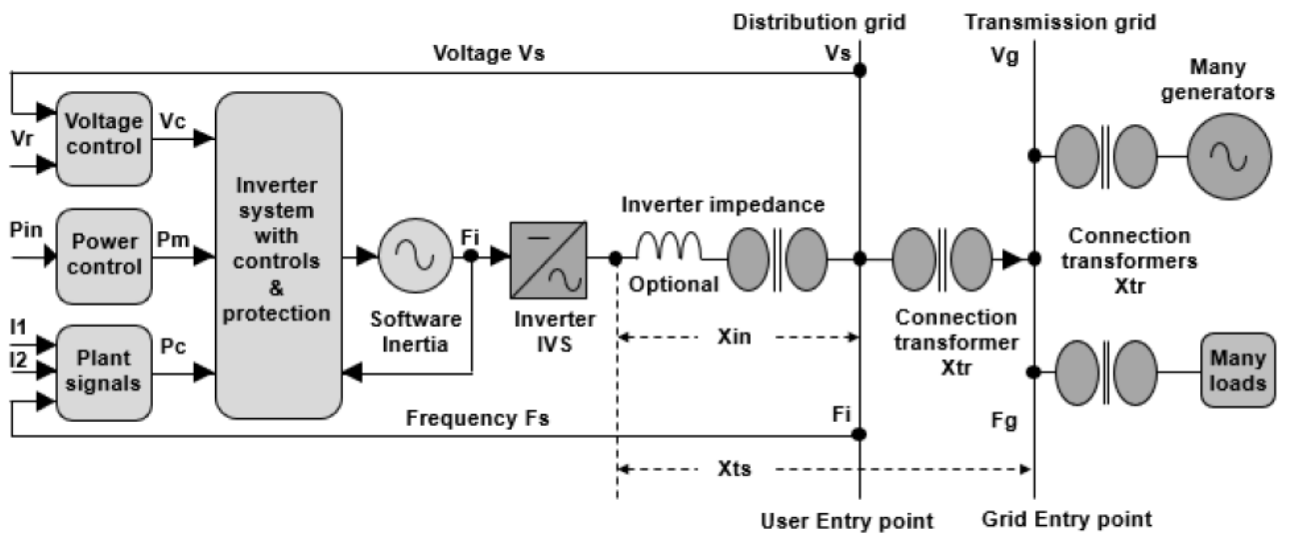 Distribution grid
Transmission grid
Voltage Vs
Vs
Vg
Many
generators
Vr
Voltage
control
Vc
Inverter
system
with
controls
&
protection
Pin
Power
control
Pm
Fi
Software
Inertia
Inverter
IVS
Inverter impedance
Optional
Xin
Connection
transformer
Xtr
Connection
transformers
Xtr
I1
I2
Plant
signals
Pc
Many
loads
Frequency Fs
Fi
Fg
Xts
User Entry point
Grid Entry point